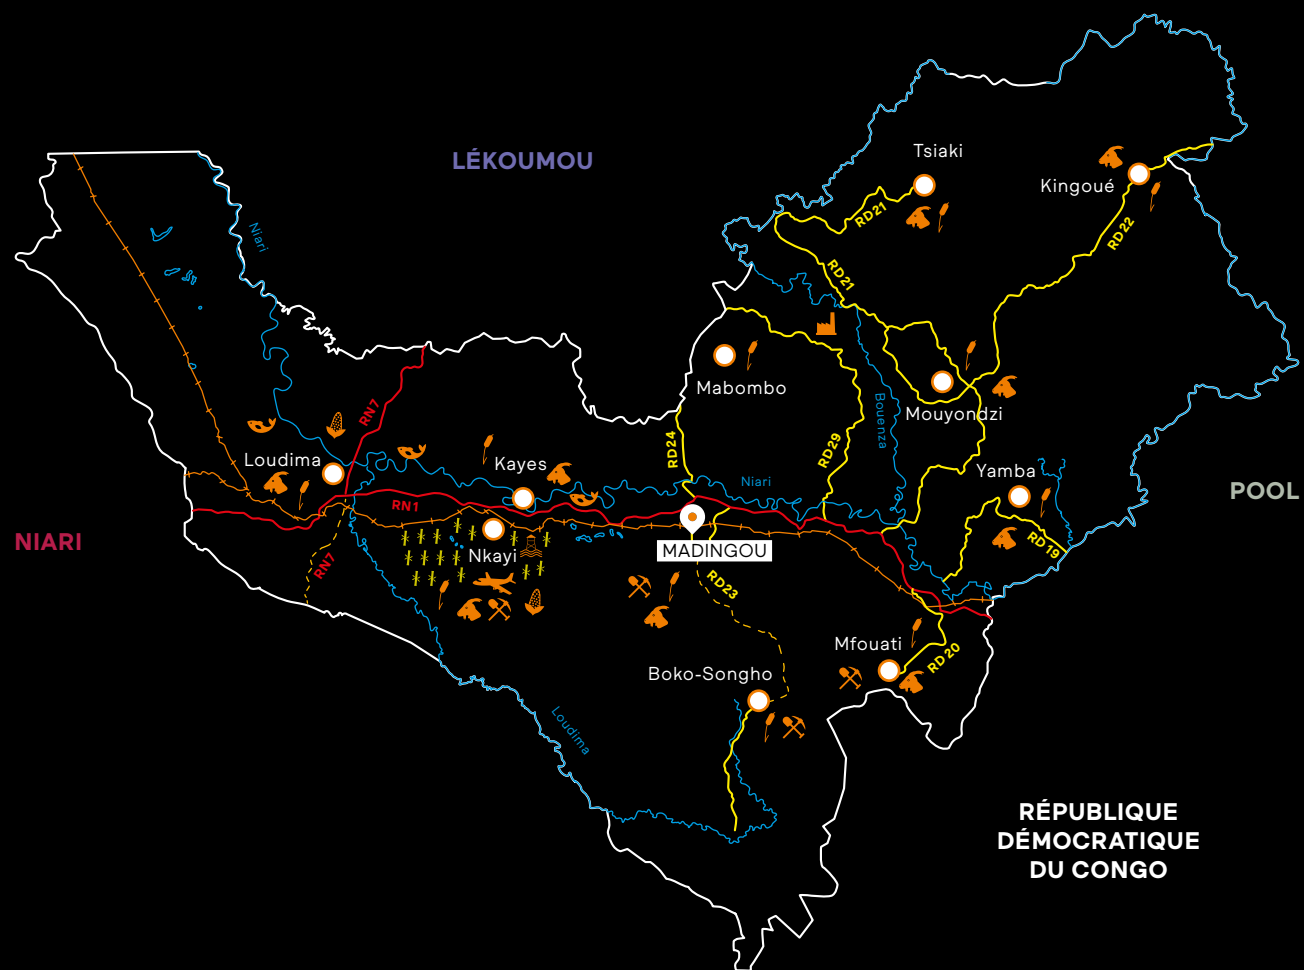 Tsiaki
LÉKOUMOU
Kingoué
RD21
RD22
Niari
RD21
Mabombo
RN7
Mouyondzi
Bouenza
RD24
RD29
Loudima
Kayes
Yamba
Niari
POOL
RN1
NIARI
MADINGOU
Nkayi
RD19
RN7
RD23
Mfouati
RD20
Boko-Songho
Loudima
RÉPUBLIQUE
DÉMOCRATIQUE
DU CONGO